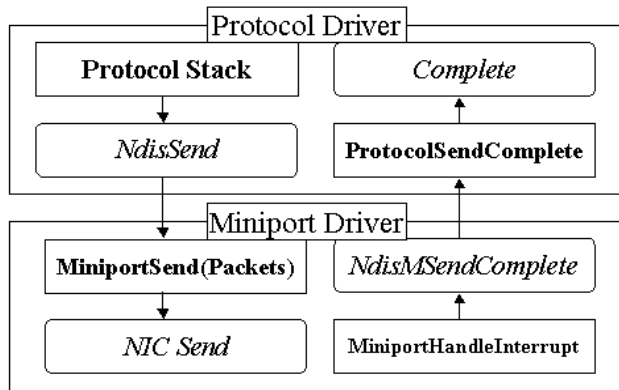 Protocol Driver
Protocol Stack
Complete
NdisSend
ProtocolSendComplete
Miniport Driver
MiniportSend(Packets)
NdisMSendComplete
NIC Send
MiniportHandleInterrupt